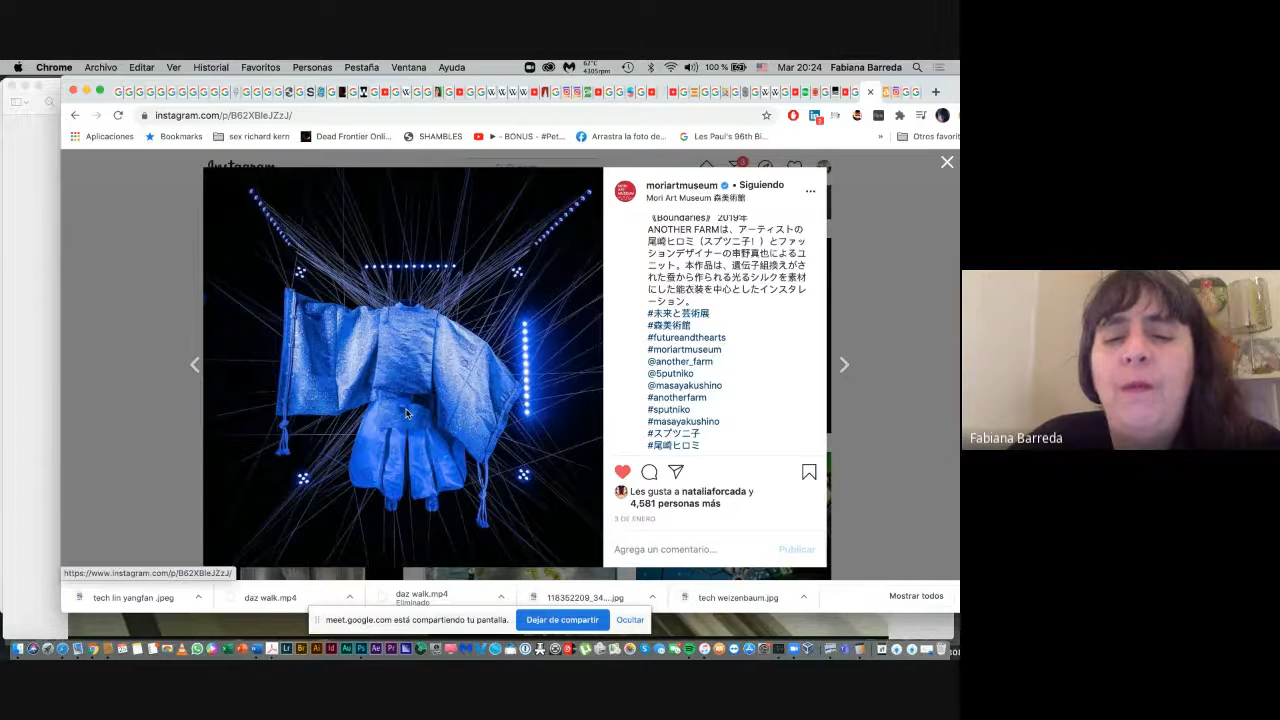 Chrome Archivo Editar Ver Historial Favoritos Personas Pestaña Ventana Ayuda
62°C
4105rpm
100 %
Mar 20:24 Fabiana Barreda
instagram.com/p/B62XBleJZzJ/
Aplicaciones Bookmarks sex richard kern Dead Frontier Onli... SHAMBLES ► - BONUS - #Pet... Arrastra la foto de... Les Paul's 96th Bi... » Otros favorit
Instagram
moriartmuseum • Siguiendo
Mori Art Museum 森美術館
《Boundaries》 2019年
ANOTHER FARMは、アーティストの
尾崎ヒロミ（スプツニ子！）とファッ
ションデザイナーの串野真也によるユ
ニット。本作品は、遺伝子組換えがさ
れた蚕から作られる光るシルクを素材
にした能衣装を中心としたインスタレ
ーション。
#未来と芸術展
#森美術館
#futureandthearts
#moriartmuseum
@another_farm
@5putniko
@masayakushino
#anotherfarm
#sputniko
#masayakushino
#スプツニ子
#尾崎ヒロミ
Les gusta a nataliaforcada y
4,581 personas más
3 DE ENERO
Agrega un comentario... Publicar
Fabiana Barreda
https://www.instagram.com/p/B62XBleJZzJ/
tech lin yangfan .jpeg
daz walk.mp4
daz walk.mp4
Eliminado
118352209_34....jpg
tech weizenbaum.jpg
Mostrar todos
meet.google.com está compartiendo tu pantalla. Dejar de compartir Ocultar